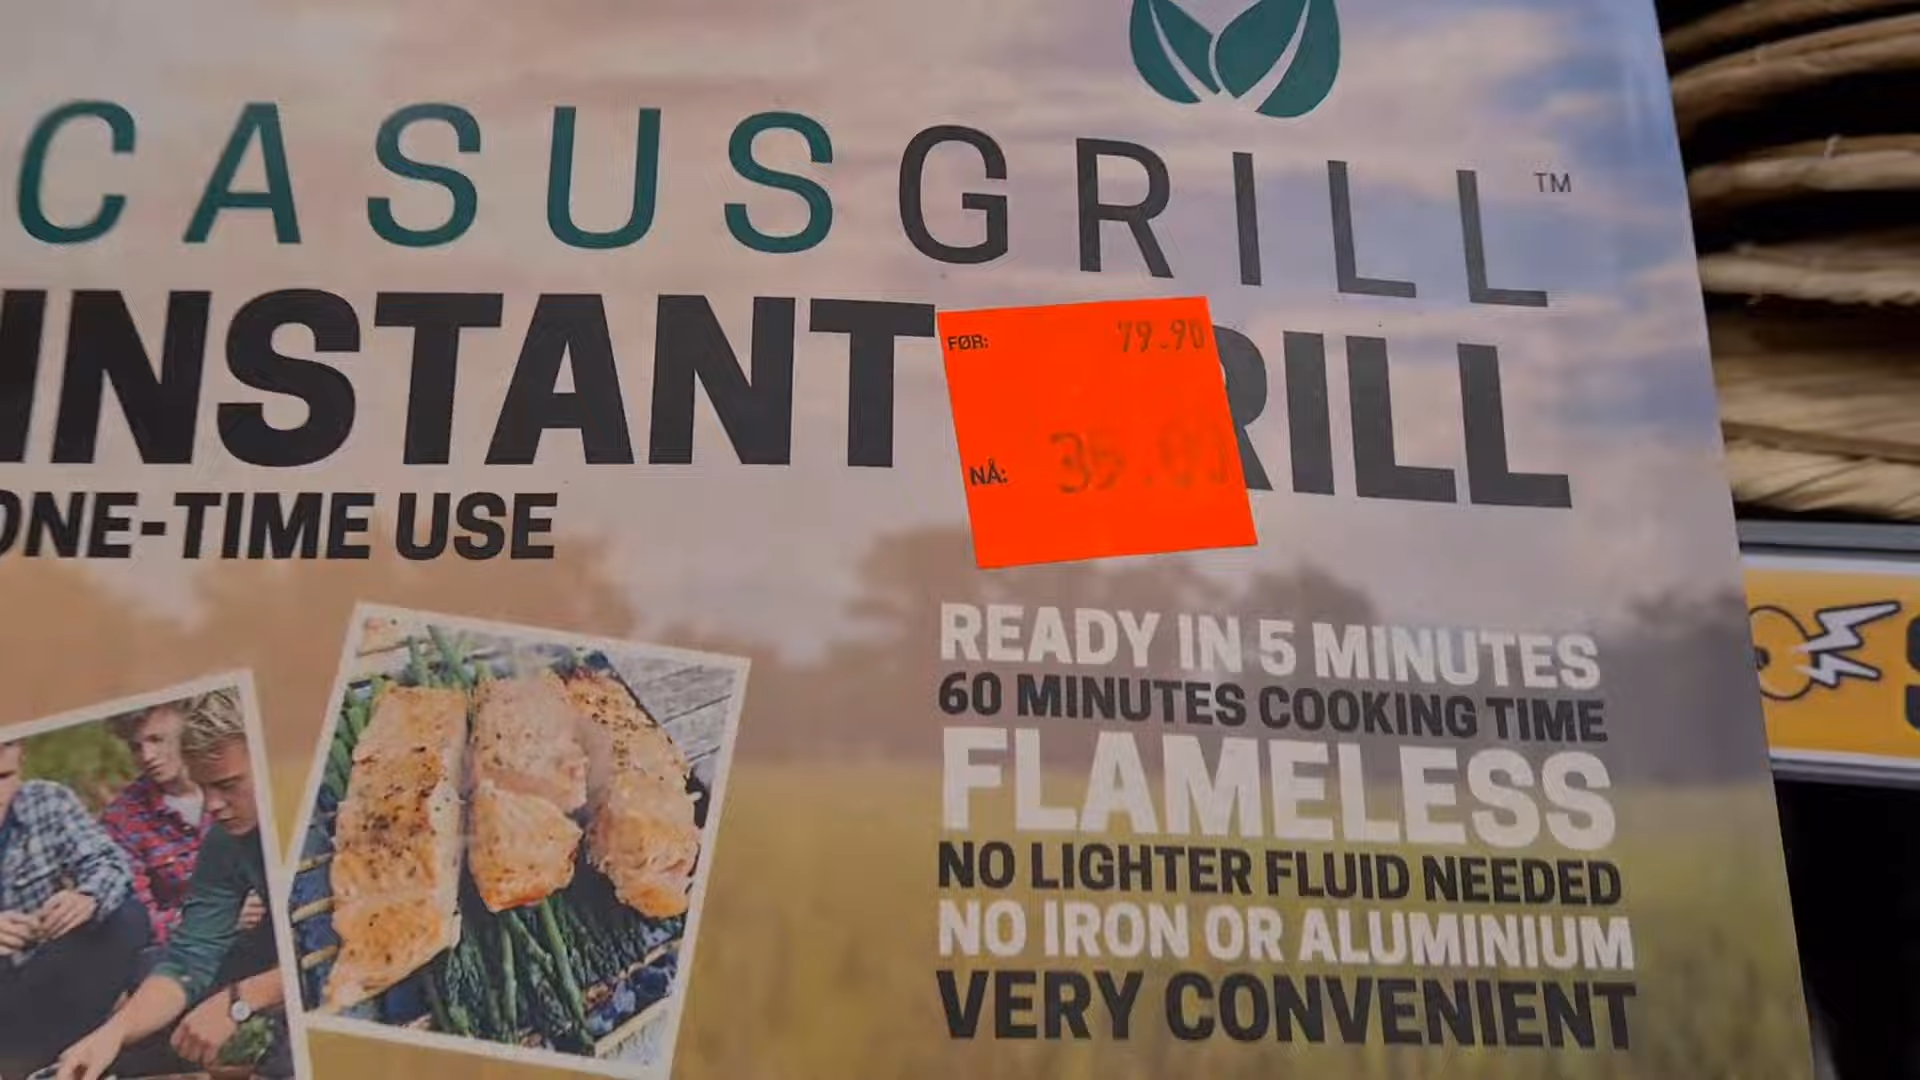 CASUSGRILL™
INSTANT
RILL
FØR: 79.90
NÅ:
ONE-TIME USE
READY IN 5 MINUTES
60 MINUTES COOKING TIME
FLAMELESS
NO LIGHTER FLUID NEEDED
NO IRON OR ALUMINIUM
VERY CONVENIENT